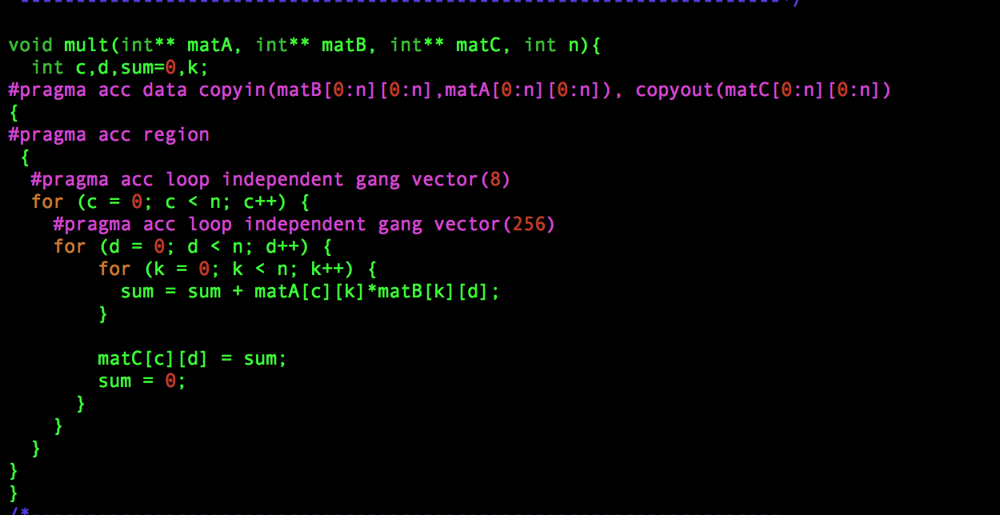 ---------------------------------------------------------------------*/
void mult(int** matA, int** matB, int** matC, int n){
  int c,d,sum=0,k;
#pragma acc data copyin(matB[0:n][0:n],matA[0:n][0:n]), copyout(matC[0:n][0:n])
{
#pragma acc region
 {
  #pragma acc loop independent gang vector(8)
  for (c = 0; c < n; c++) {
    #pragma acc loop independent gang vector(256)
    for (d = 0; d < n; d++) {
        for (k = 0; k < n; k++) {
          sum = sum + matA[c][k]*matB[k][d];
        }
        matC[c][d] = sum;
        sum = 0;
      }
    }
  }
}
}
/*--------------------------------------------------------------------